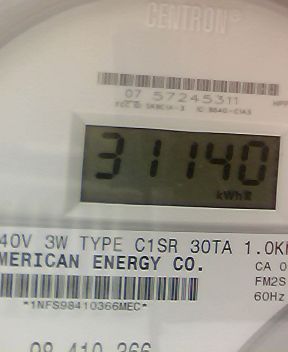 CENTRON®
07 57245311
31140
kWh
40V 3W TYPE C1SR 30TA 1.0K
MERICAN ENERGY CO.
CA 0
FM2S
60Hz
*1NFS98410366MEC*
98 410 366